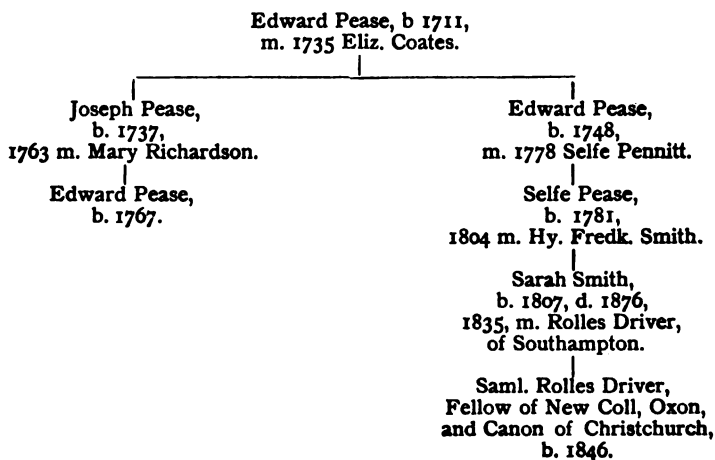 Edward Pease, b 1711,
m. 1735 Eliz. Coates.
Joseph Pease,
b. 1737,
1763 m. Mary Richardson.
Edward Pease,
b. 1767.
Edward Pease,
b. 1748,
m. 1778 Selfe Pennitt.
Selfe Pease,
b. 1781,
1804 m. Hy. Fredk. Smith.
Sarah Smith,
b. 1807, d. 1876,
1835, m. Rolles Driver,
of Southampton.
Saml. Rolles Driver,
Fellow of New Coll, Oxon,
and Canon of Christchurch,
b. 1846.